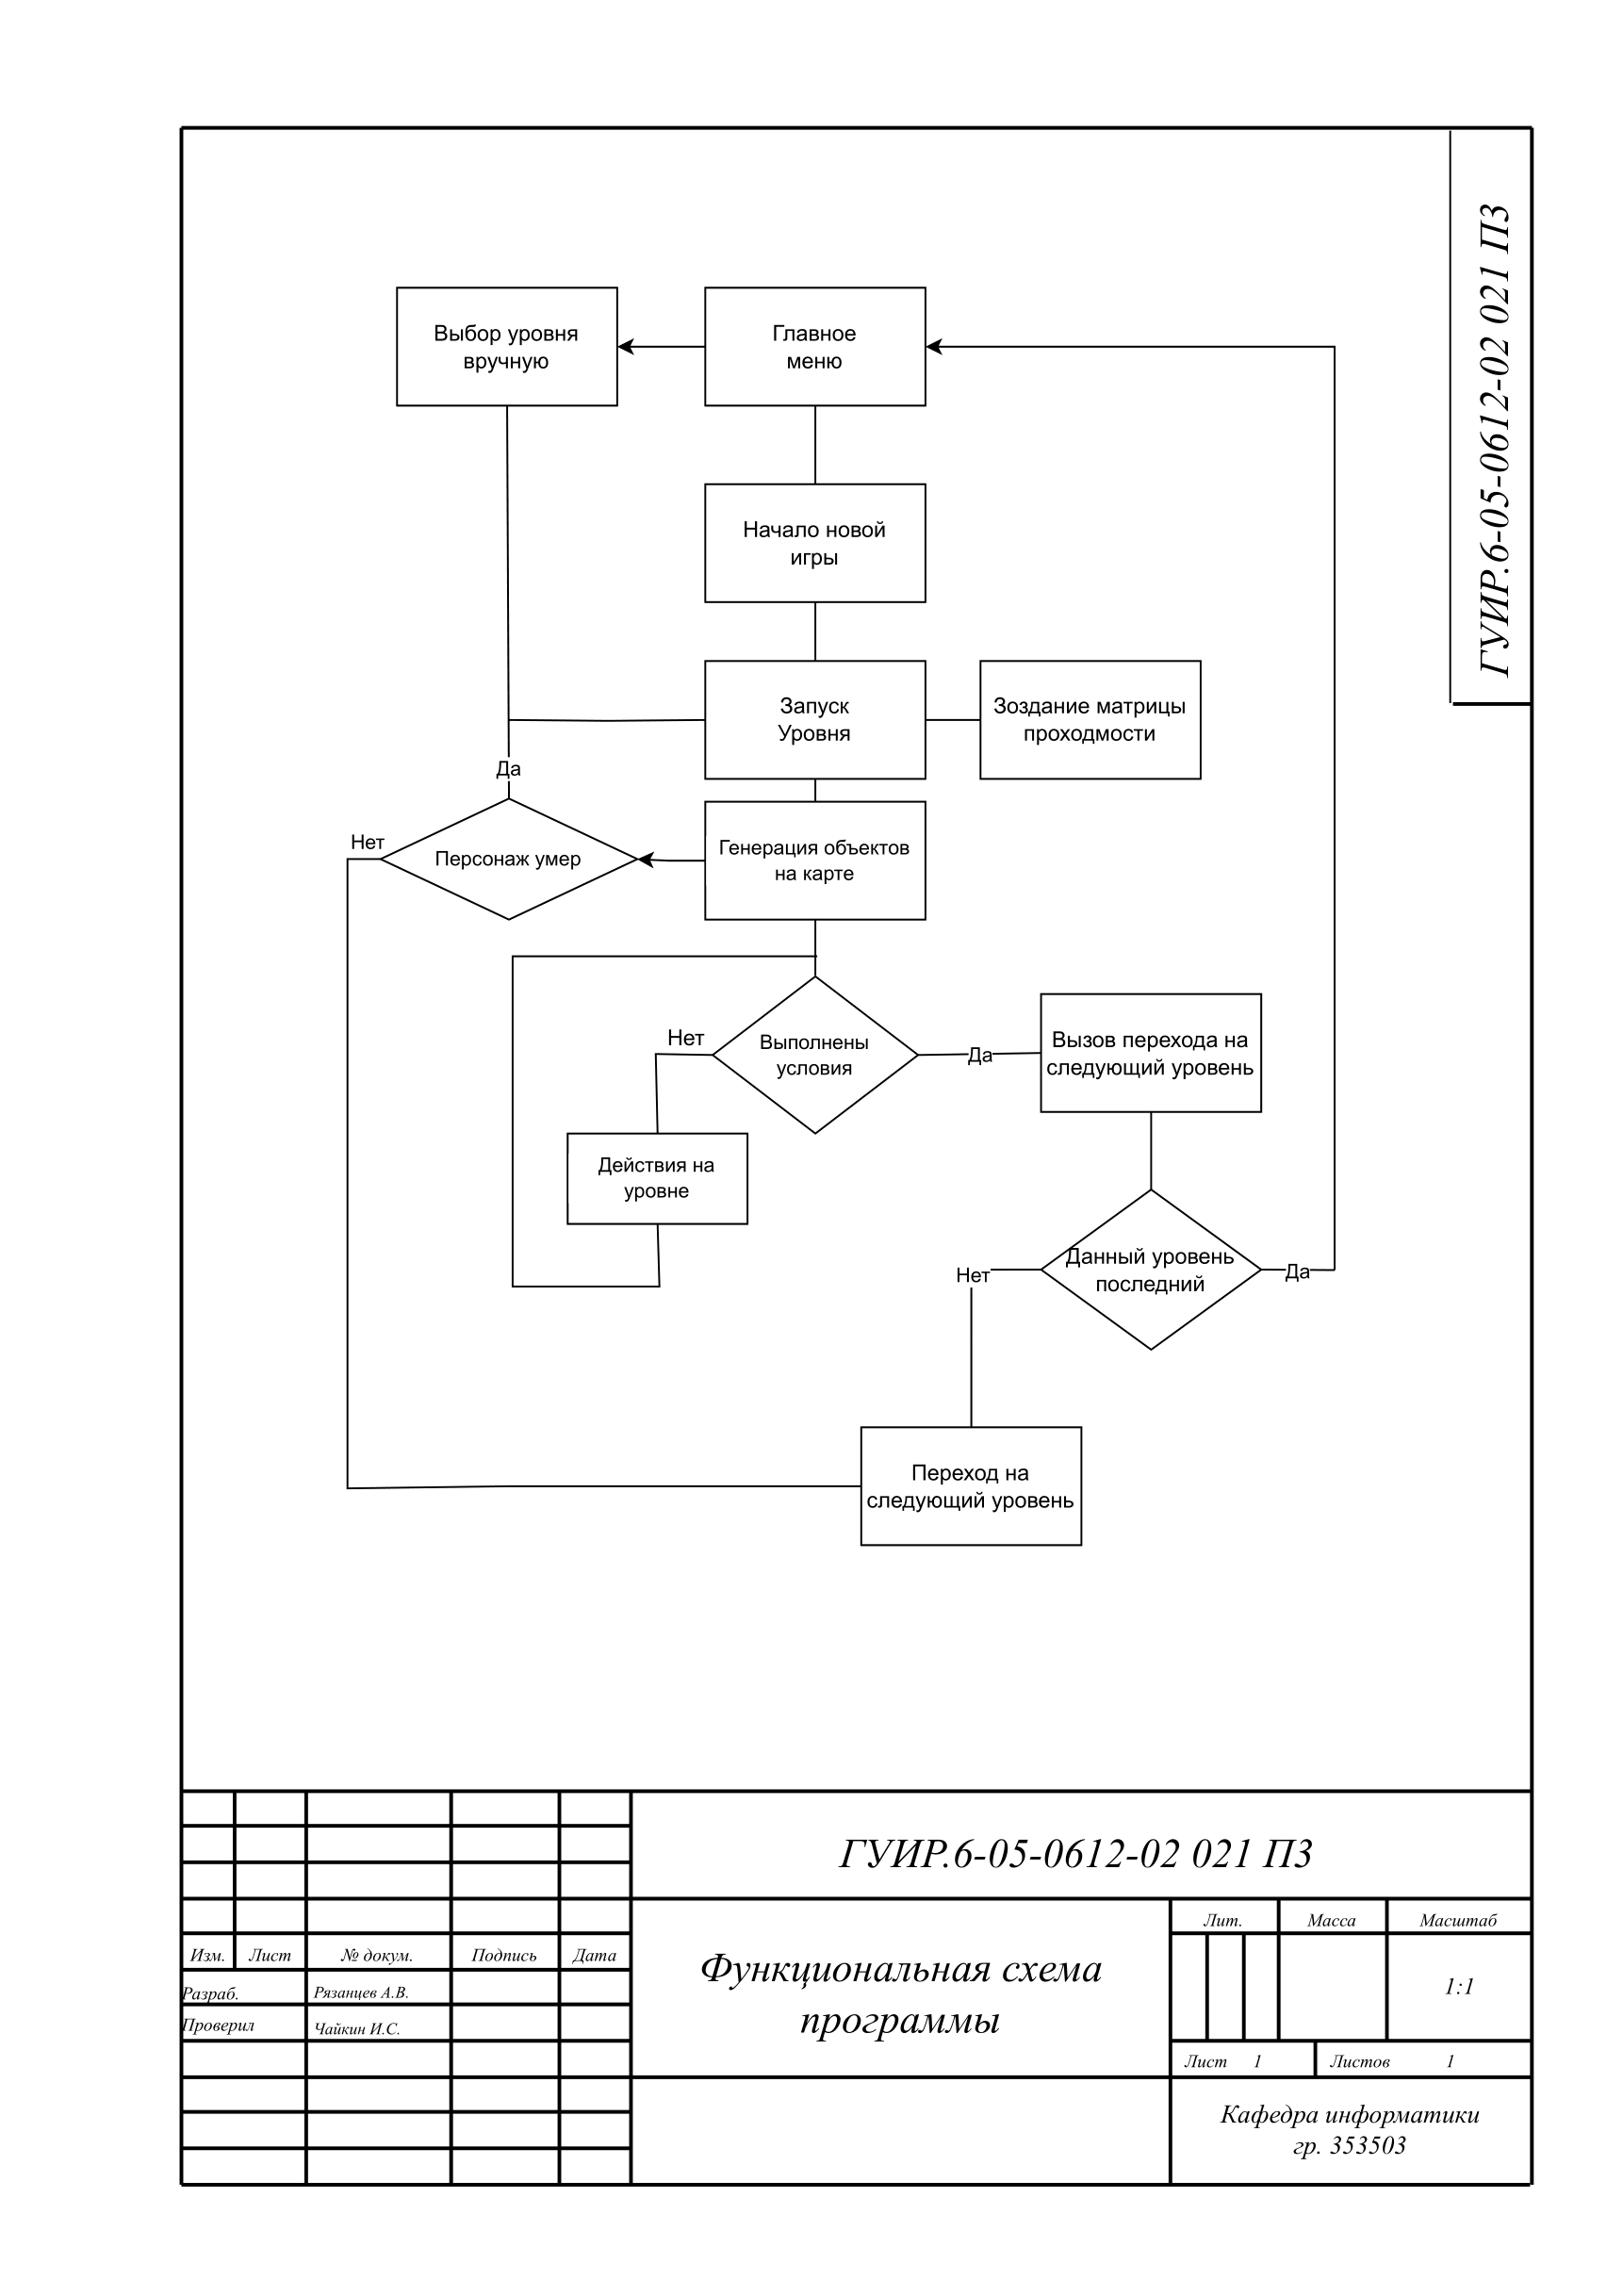 ГУИР.6-05-0612-02 021 ПЗ
Выбор уровня
вручную
Главное
меню
Начало новой
игры
Запуск
Уровня
Зоздание матрицы
проходмости
Да
Нет
Персонаж умер
Генерация объектов
на карте
Нет
Выполнены
условия
Да
Вызов перехода на
следующий уровень
Действия на
уровне
Данный уровень
последний
Нет
Да
Переход на
следующий уровень
ГУИР.6-05-0612-02 021 ПЗ
Лит. Масса Масштаб
Изм. Лист № докум. Подпись Дата
Функциональная схема
программы
1:1
Разраб. Рязанцев А.В.
Проверил Чайкин И.С.
Лист 1 Листов 1
Кафедра информатики
гр. 353503